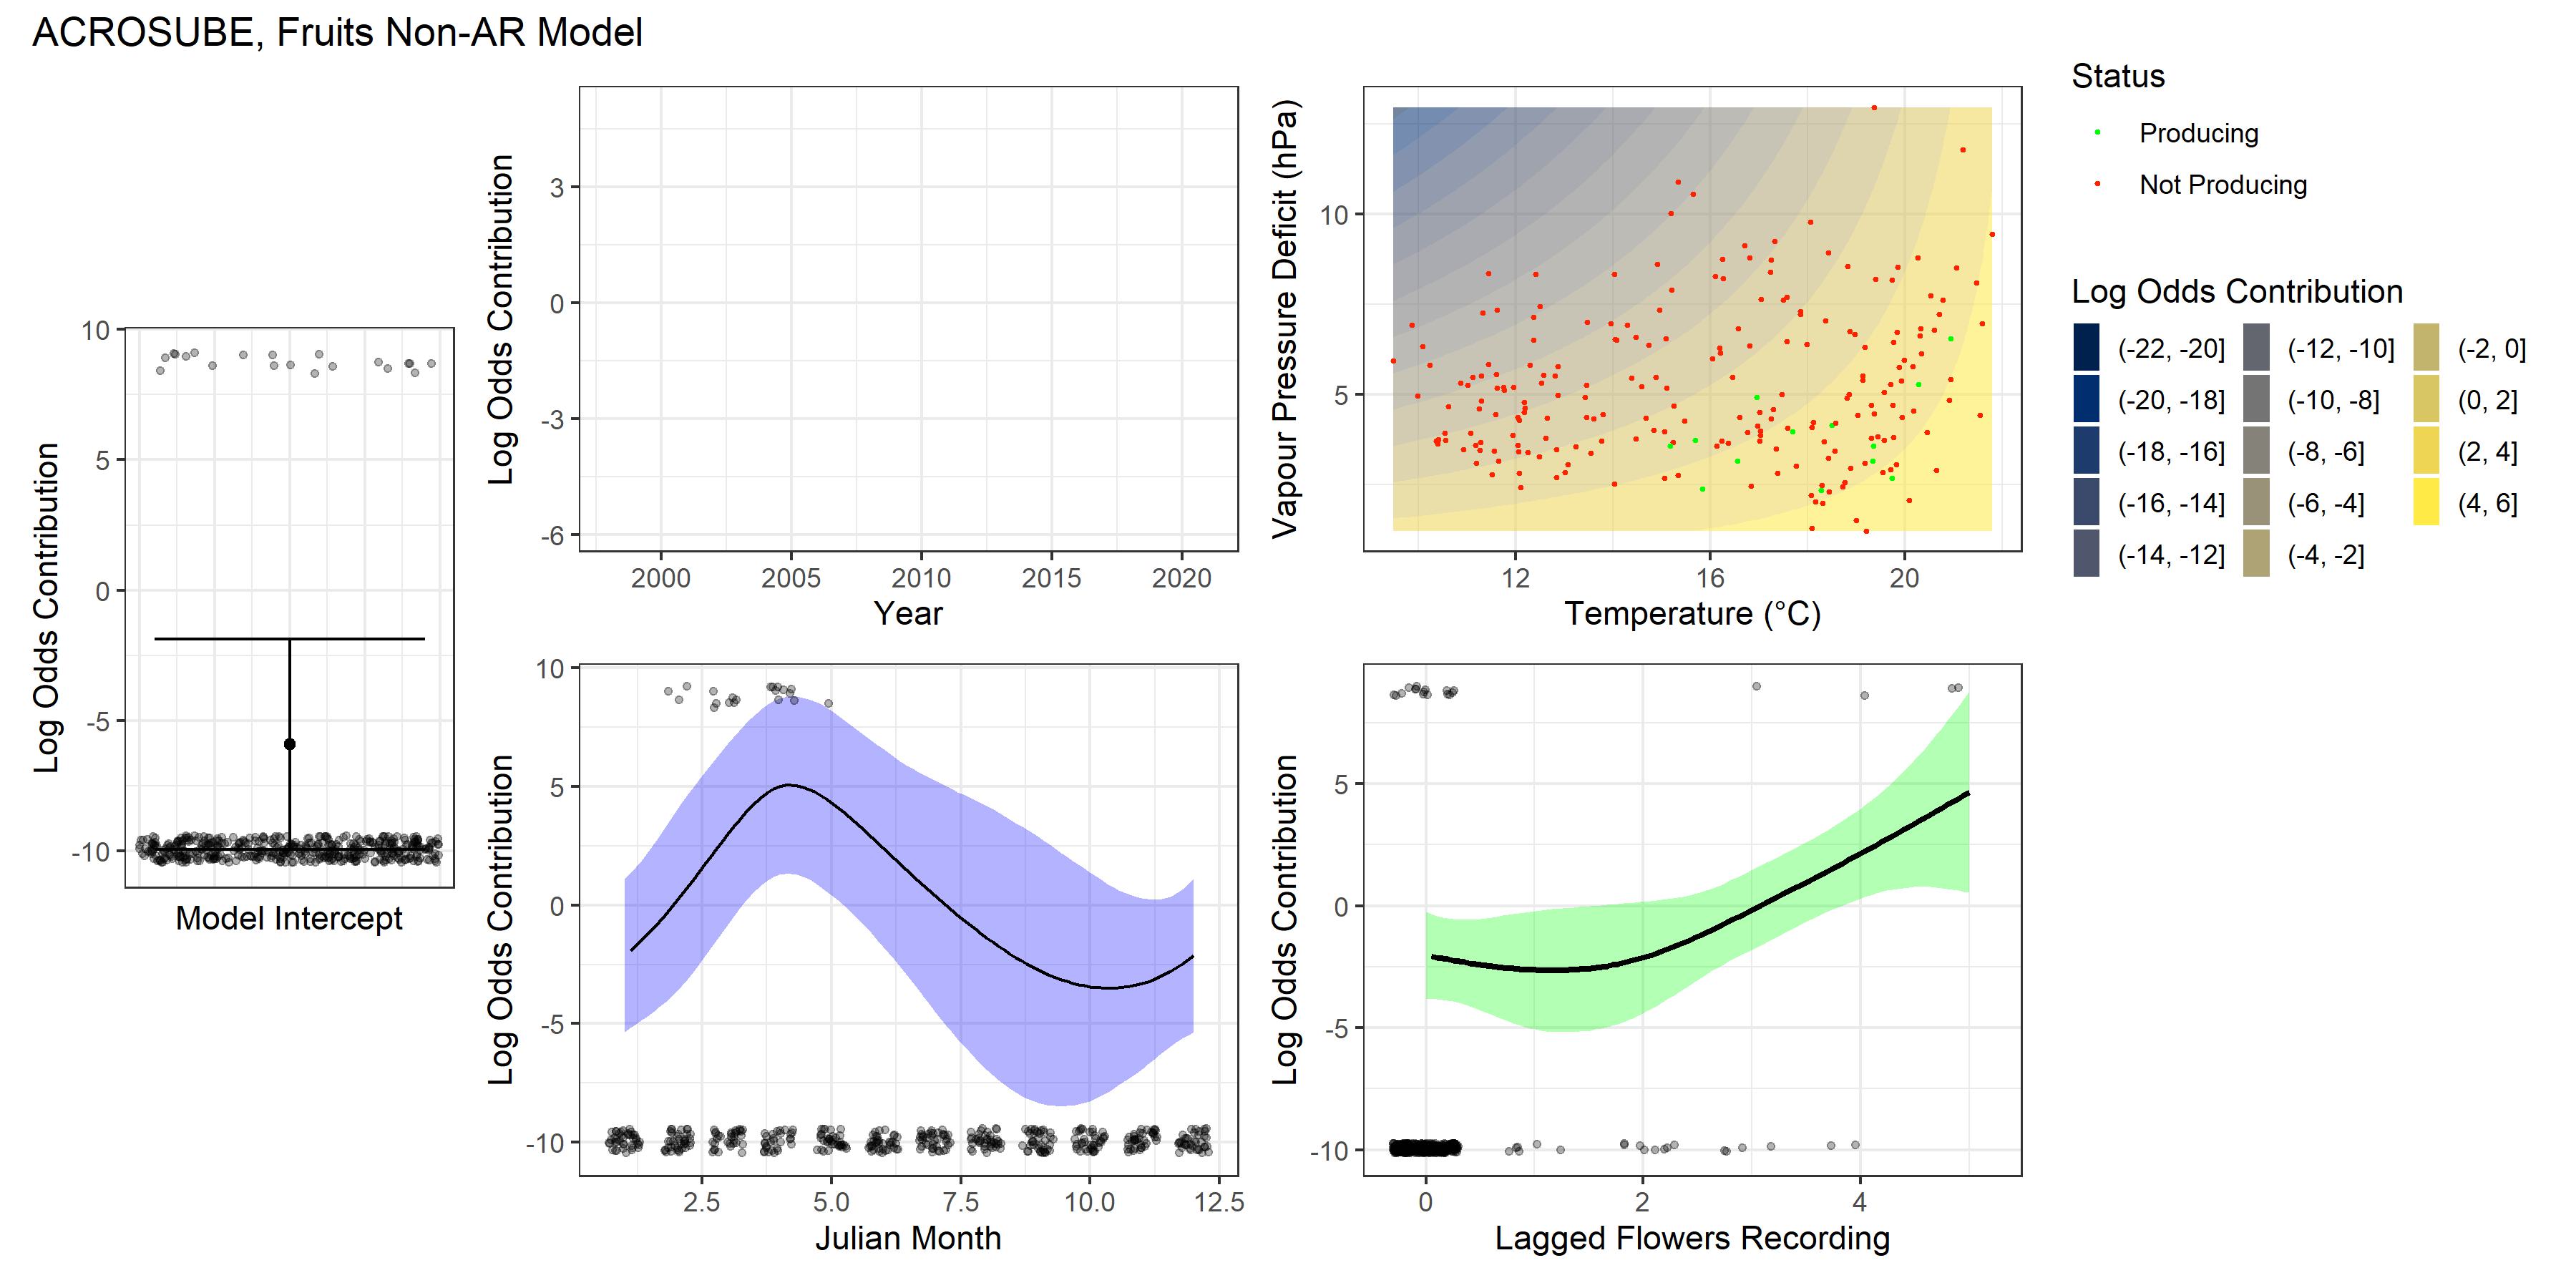 ACROSUBE, Fruits Non-AR Model
Log Odds Contribution
10
5
0
-5
-10
Model Intercept
Log Odds Contribution
3
0
-3
-6
2000 2005 2010 2015 2020
Year
Vapour Pressure Deficit (hPa)
10
5
12 16 20
Temperature (°C)
Status
Producing
Not Producing
Log Odds Contribution
(-22, -20] (-12, -10] (-2, 0]
(-20, -18] (-10, -8] (0, 2]
(-18, -16] (-8, -6] (2, 4]
(-16, -14] (-6, -4] (4, 6]
(-14, -12] (-4, -2]
Log Odds Contribution
10
5
0
-5
-10
2.5 5.0 7.5 10.0 12.5
Julian Month
Log Odds Contribution
5
0
-5
-10
0 2 4
Lagged Flowers Recording